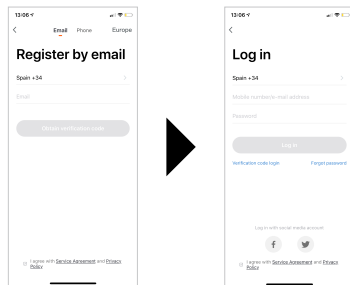 13:06
Email Phone Europe
Register by email
Spain +34
Email
Obtain verification code
I agree with Service Agreement and Privacy
Policy
13:06
Log in
Spain +34
Mobile number/e-mail address
Password
Log in
Verification code login Forget password
Log in with social media account
I agree with Service Agreement and Privacy
Policy